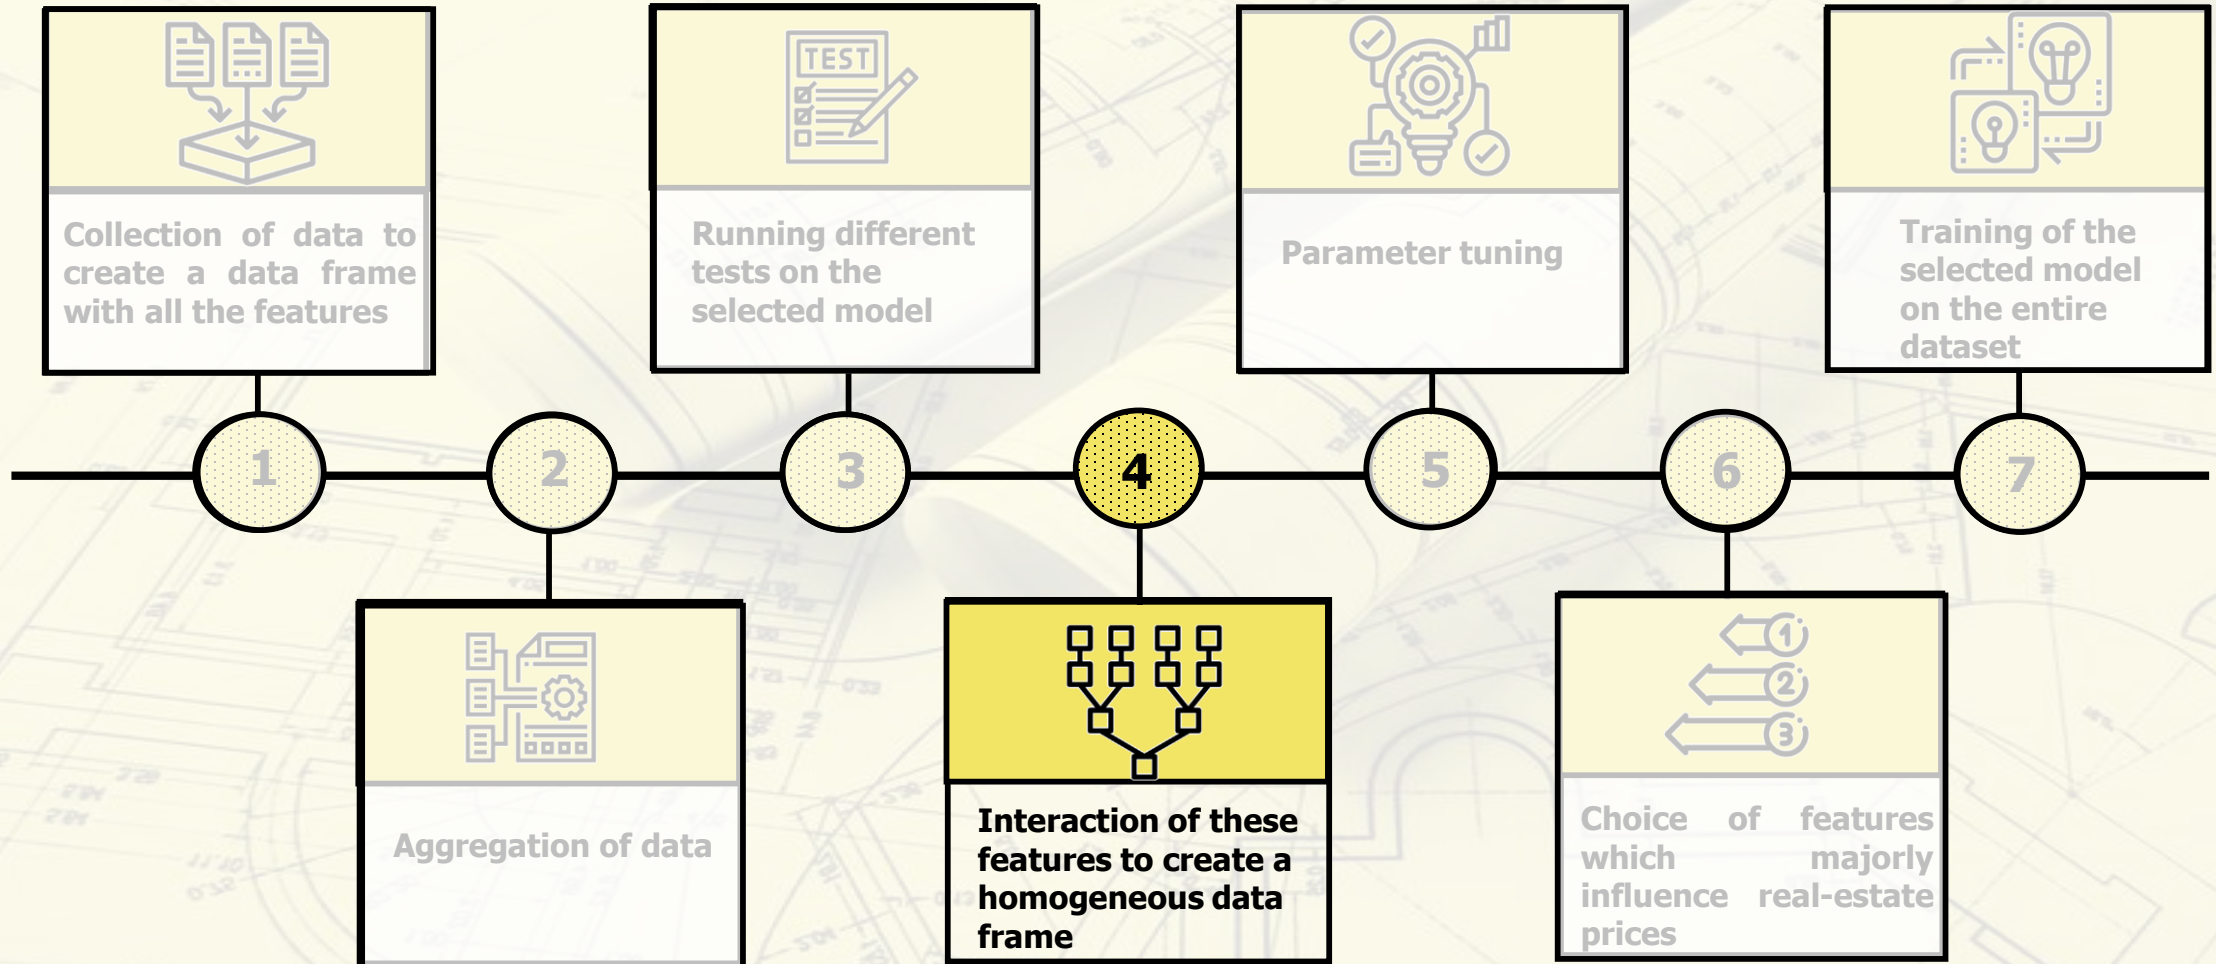 Collection of data to
create a data frame
with all the features
TEST
Running different
tests on the
selected model
Parameter tuning
Training of the
selected model
on the entire
dataset
1
2
3
4
5
6
7
Aggregation of data
Interaction of these
features to create a
homogeneous data
frame
1
2
3
Choice of features
which majorly
influence real-estate
prices